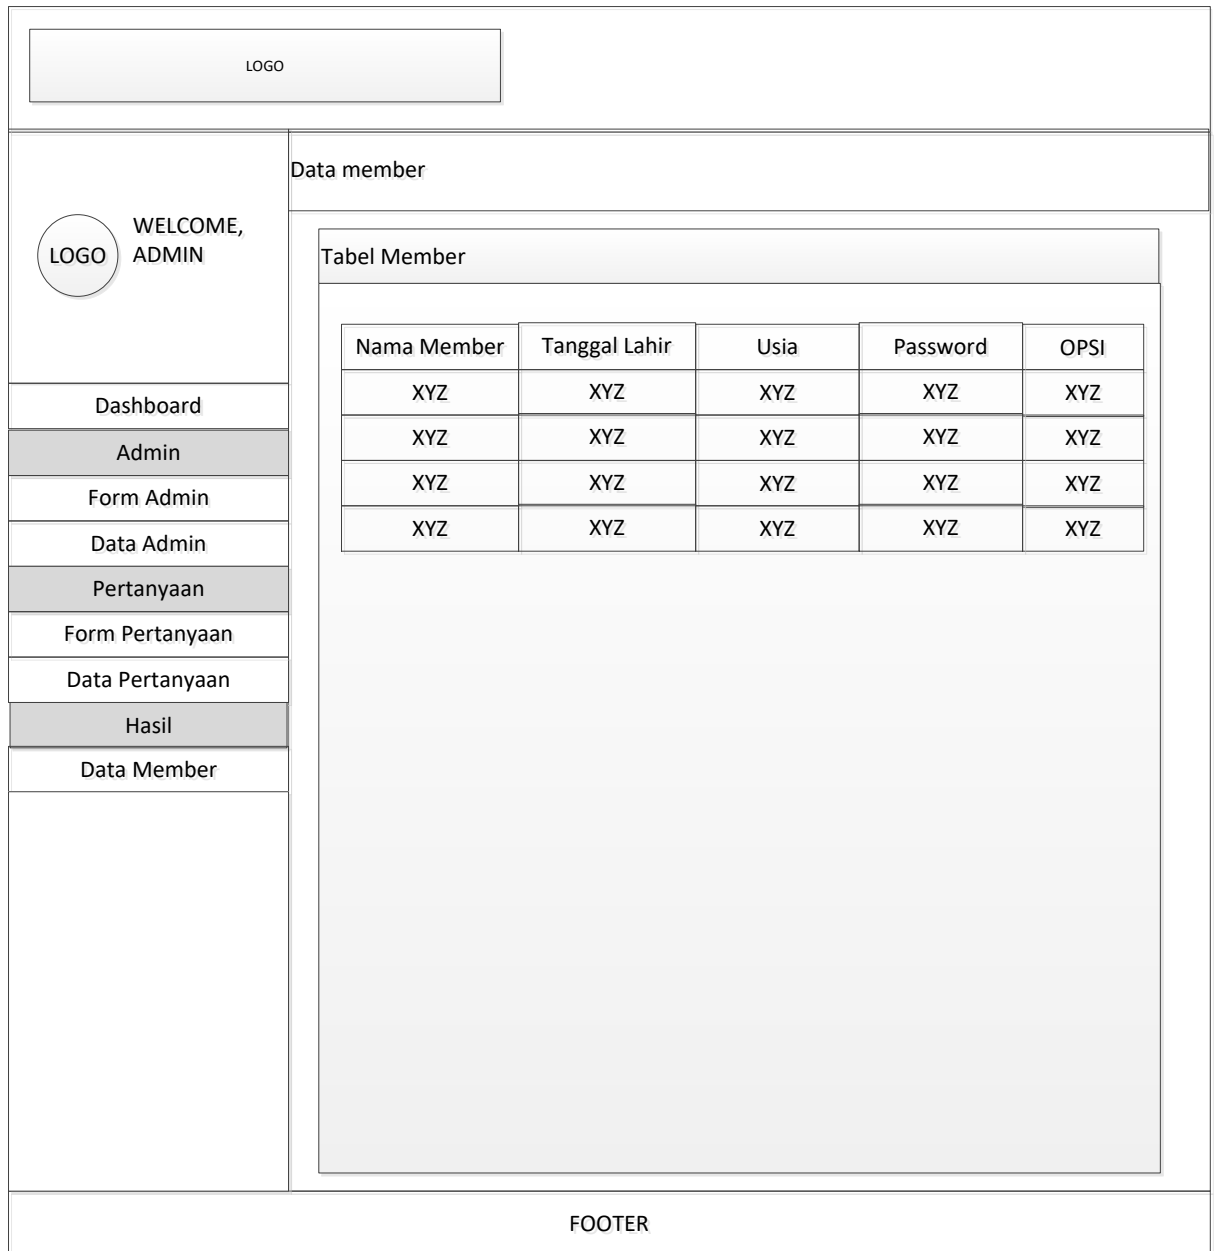 LOGO
Data member
WELCOME,
ADMIN
LOGO
Tabel Member
Nama Member Tanggal Lahir Usia Password OPSI
XYZ XYZ XYZ XYZ XYZ
XYZ XYZ XYZ XYZ XYZ
XYZ XYZ XYZ XYZ XYZ
XYZ XYZ XYZ XYZ XYZ
Dashboard
Admin
Form Admin
Data Admin
Pertanyaan
Form Pertanyaan
Data Pertanyaan
Hasil
Data Member
FOOTER